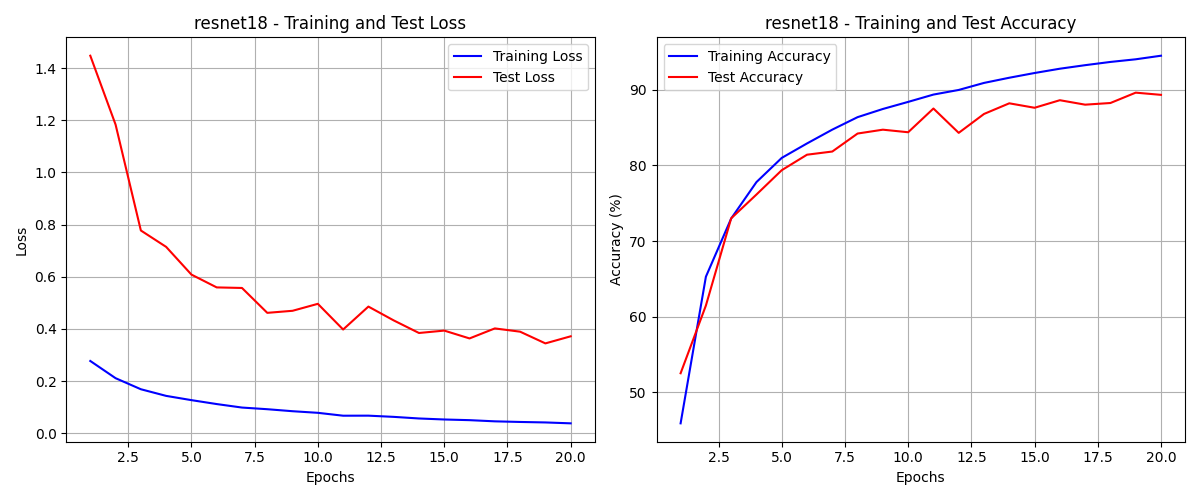 resnet18 - Training and Test Loss
Training Loss
Test Loss
1.4
1.2
1.0
0.8
0.6
0.4
0.2
0.0
Loss
2.5 5.0 7.5 10.0 12.5 15.0 17.5 20.0
Epochs
resnet18 - Training and Test Accuracy
Training Accuracy
Test Accuracy
90
80
70
60
50
Accuracy (%)
2.5 5.0 7.5 10.0 12.5 15.0 17.5 20.0
Epochs